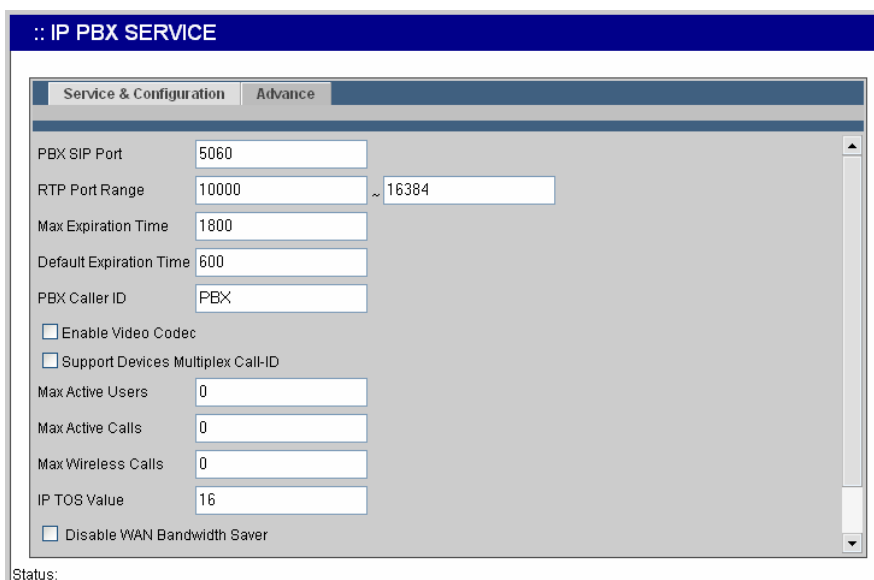 :: IP PBX SERVICE
Service & Configuration Advance
PBX SIP Port 5060
RTP Port Range 10000 ~ 16384
Max Expiration Time 1800
Default Expiration Time 600
PBX Caller ID PBX
Enable Video Codec
Support Devices Multiplex Call-ID
Max Active Users 0
Max Active Calls 0
Max Wireless Calls 0
IP TOS Value 16
Disable WAN Bandwidth Saver
Status: